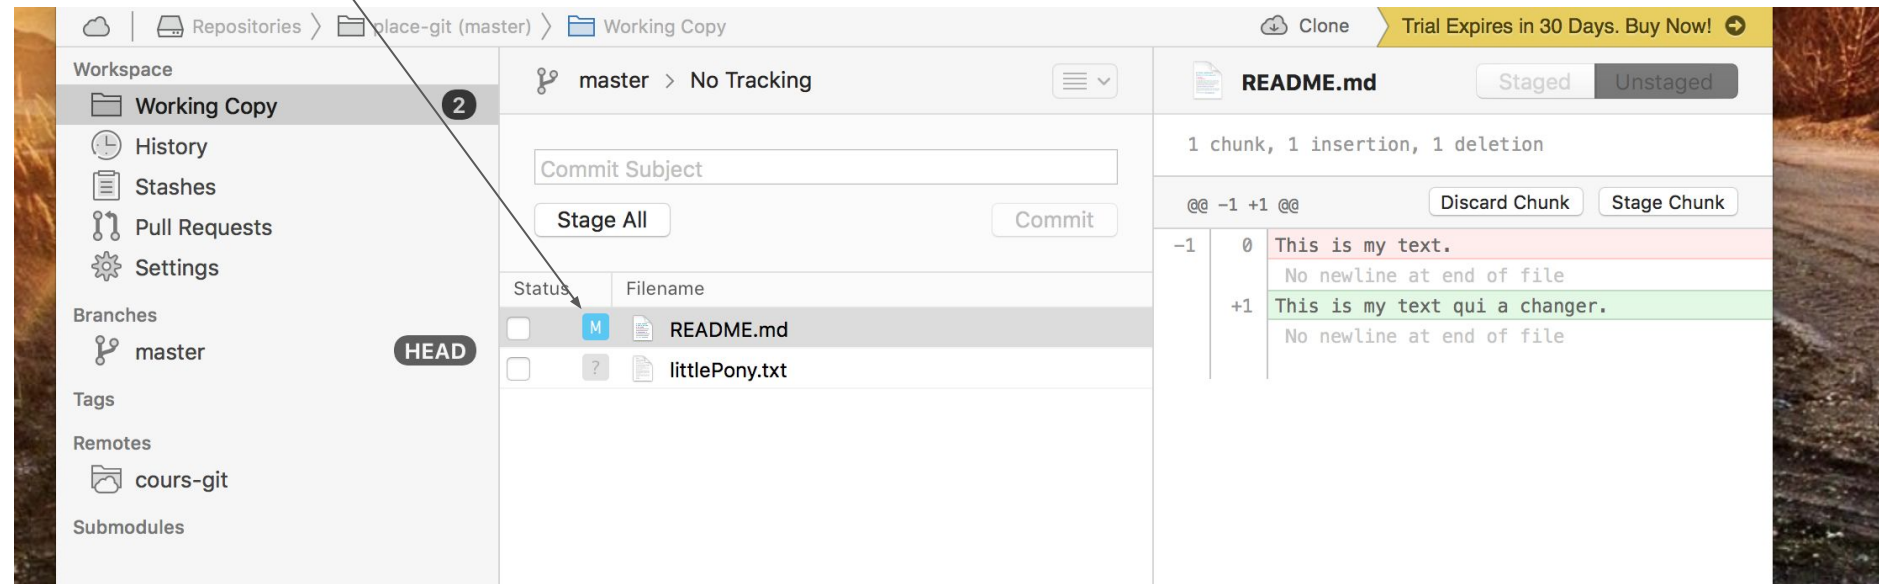 Repositories place-git (master) Working Copy
Clone
Trial Expires in 30 Days. Buy Now!
Workspace
Working Copy 2
History
Stashes
Pull Requests
Settings
Branches
master HEAD
Tags
Remotes
cours-git
Submodules
master > No Tracking
Commit Subject
Stage All Commit
Status Filename
M README.md
? littlePony.txt
README.md Staged Unstaged
1 chunk, 1 insertion, 1 deletion
@@ -1 +1 @@ Discard Chunk Stage Chunk
-1 0 This is my text.
No newline at end of file
+1 This is my text qui a changer.
No newline at end of file